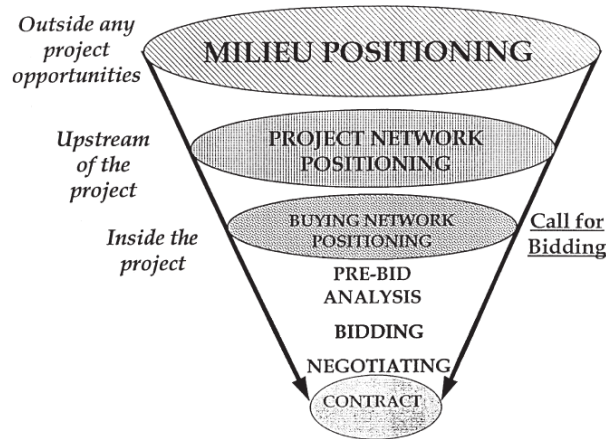 Outside any
project
opportunities
MILIEU POSITIONING
Upstream
of the
project
PROJECT NETWORK
POSITIONING
Inside the
project
BUYING NETWORK
POSITIONING
Call for
Bidding
PRE-BID
ANALYSIS
BIDDING
NEGOTIATING
CONTRACT